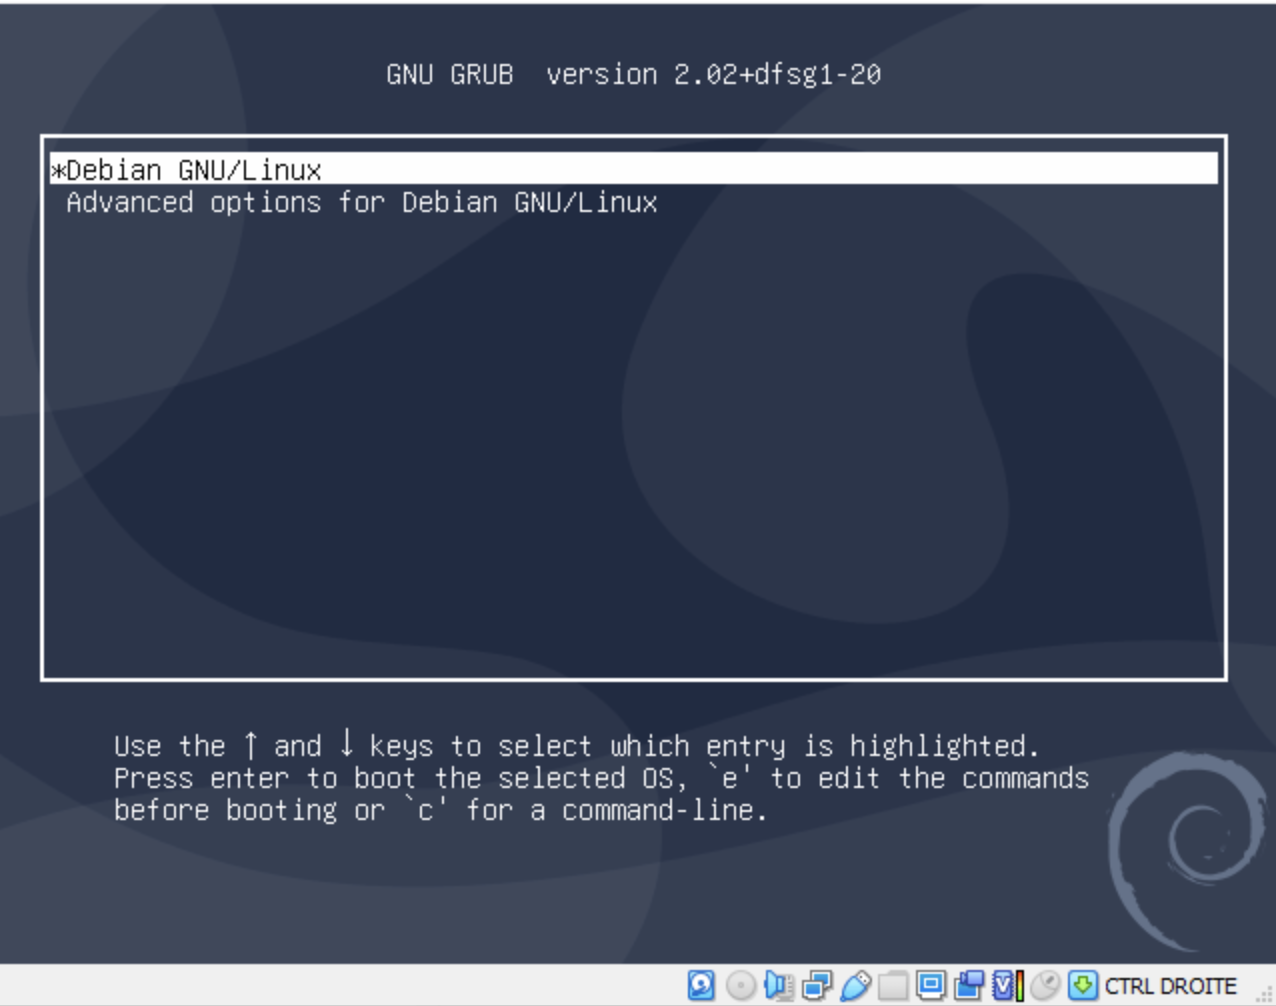 GNU GRUB  version 2.02+dfsg1-20
*Debian GNU/Linux
Advanced options for Debian GNU/Linux
Use the ↑ and ↓ keys to select which entry is highlighted.
Press enter to boot the selected OS, `e' to edit the commands
before booting or `c' for a command-line.
CTRL DROITE